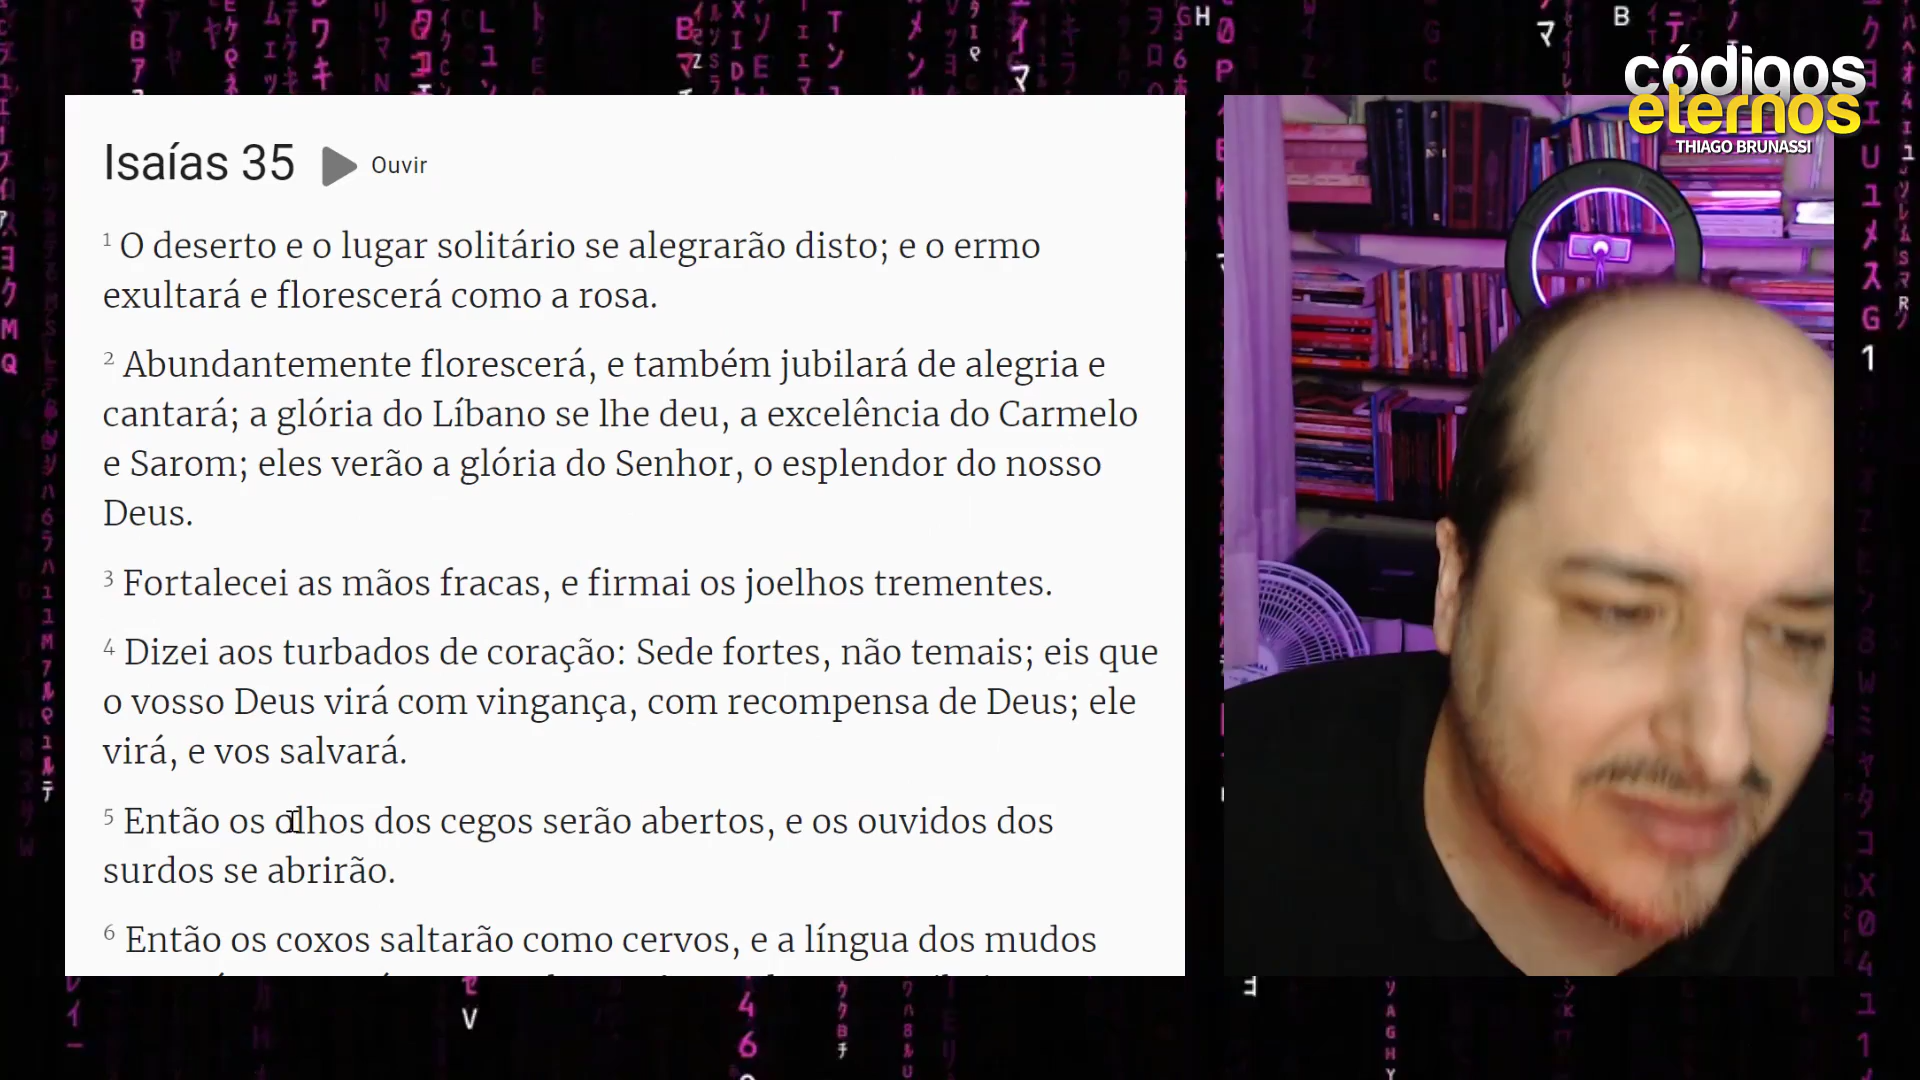 códigos
eternos
THIAGO BRUNASSI
Isaías 35 Ouvir
1 O deserto e o lugar solitário se alegrarão disto; e o ermo
exultará e florescerá como a rosa.
2 Abundantemente florescerá, e também jubilará de alegria e
cantará; a glória do Líbano se lhe deu, a excelência do Carmelo
e Sarom; eles verão a glória do Senhor, o esplendor do nosso
Deus.
3 Fortalecei as mãos fracas, e firmai os joelhos trementes.
4 Dizei aos turbados de coração: Sede fortes, não temais; eis que
o vosso Deus virá com vingança, com recompensa de Deus; ele
virá, e vos salvará.
5 Então os olhos dos cegos serão abertos, e os ouvidos dos
surdos se abrirão.
6 Então os coxos saltarão como cervos, e a língua dos mudos